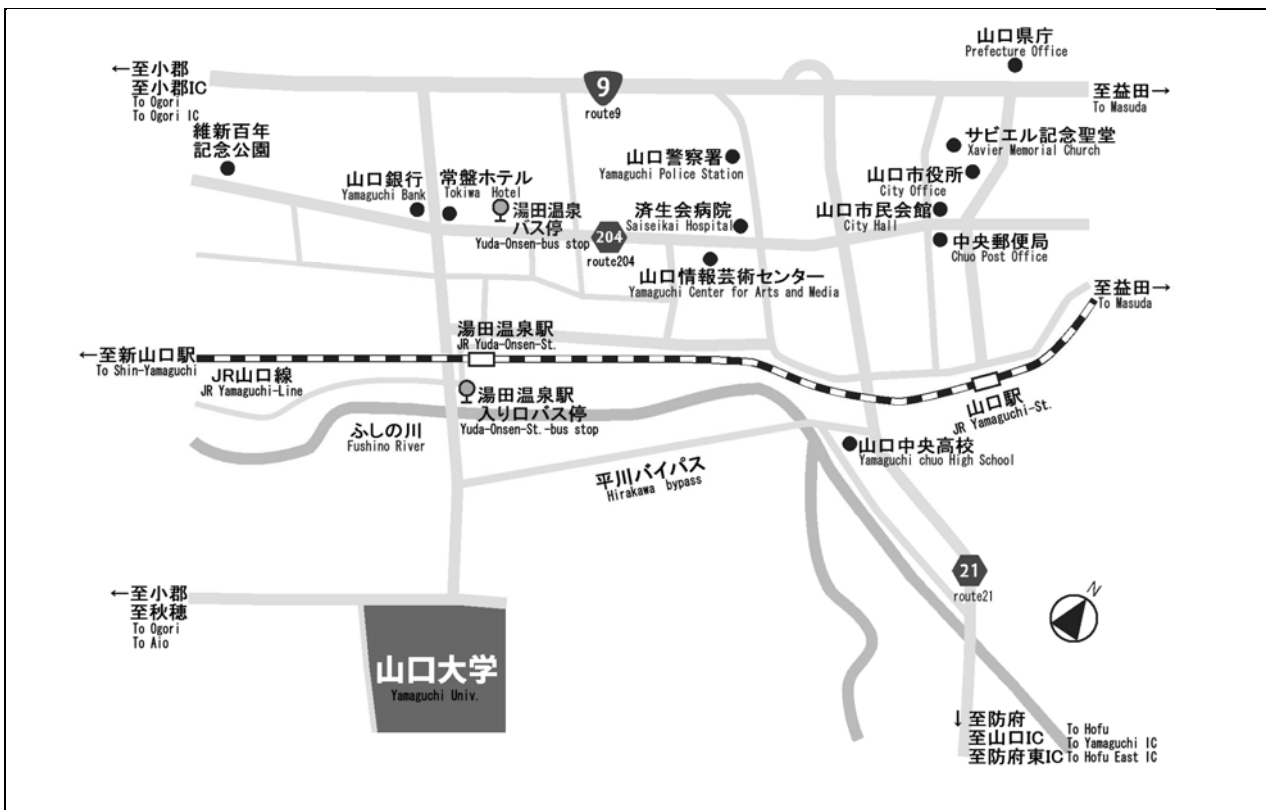 山口県庁
Prefecture Office
←至小郡
至小郡IC
To Ogori
To Ogori IC
9
route9
至益田→
To Masuda
維新百年
記念公園
山口警察署
Yamaguchi Police Station
サビエル記念聖堂
Xavier Memorial Church
山口市役所
City Office
山口銀行
Yamaguchi Bank
常盤ホテル
Tokiwa Hotel
湯田温泉
バス停
Yuda-Onsen-bus stop
204
route204
済生会病院
Saiseikai Hospital
山口市民会館
City Hall
中央郵便局
Chuo Post Office
山口情報芸術センター
Yamaguchi Center for Arts and Media
至益田→
To Masuda
湯田温泉駅
JR Yuda-Onsen-St.
←至新山口駅
To Shin-Yamaguchi
JR山口線
JR Yamaguchi-Line
湯田温泉駅
入り口バス停
Yuda-Onsen-St.-bus stop
山口駅
JR Yamaguchi-St.
ふしの川
Fushino River
山口中央高校
Yamaguchi chuo High School
平川バイパス
Hirakawa bypass
21
route21
N
←至小郡
至秋穂
To Ogori
To Aio
山口大学
Yamaguchi Univ.
↓至防府
至山口IC
至防府東IC
To Hofu
To Yamaguchi IC
To Hofu East IC